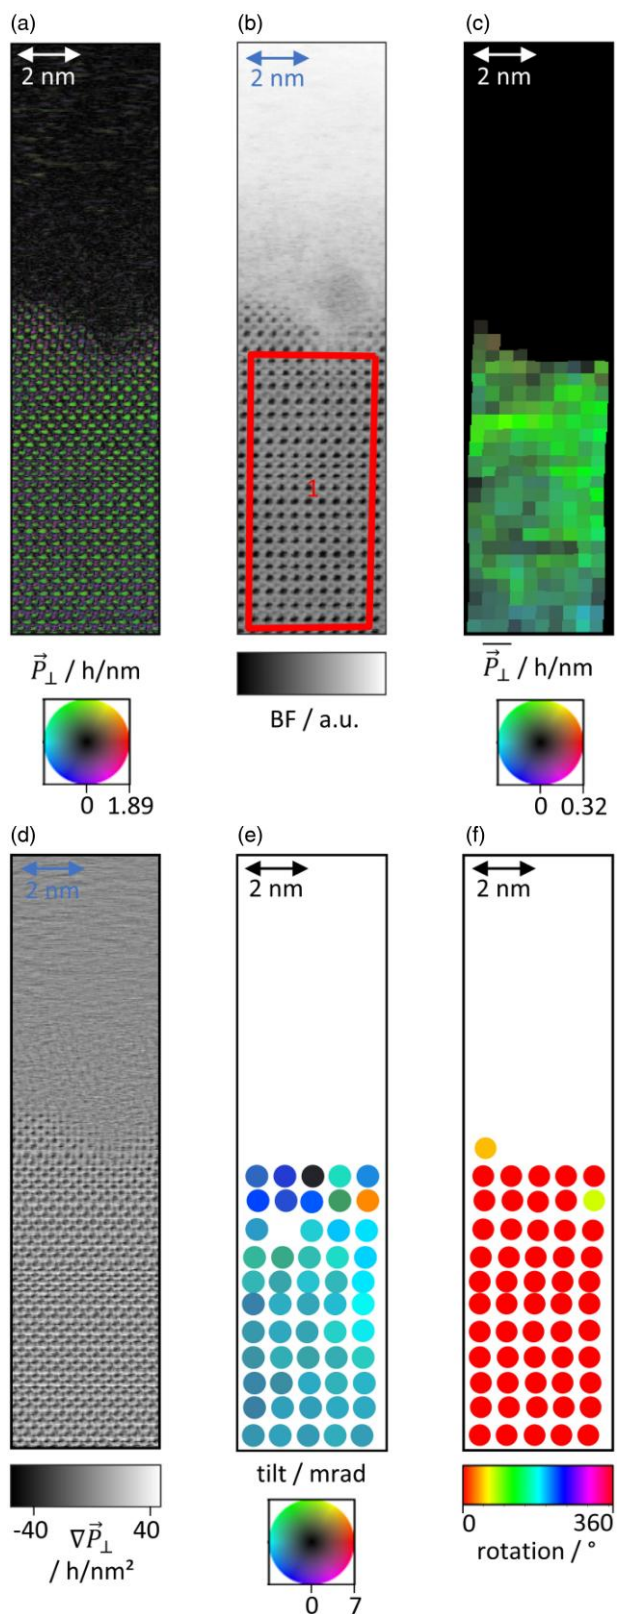 (a) (b) (c)
2 nm 2 nm 2 nm
1
P⃗⊥ / h/nm BF / a.u. P⃗⊥ / h/nm
0 1.89 0 0.32
(d) (e) (f)
2 nm 2 nm 2 nm
-40 ∇P⃗⊥ 40 tilt / mrad 0 360
/ h/nm² rotation / °
0 7